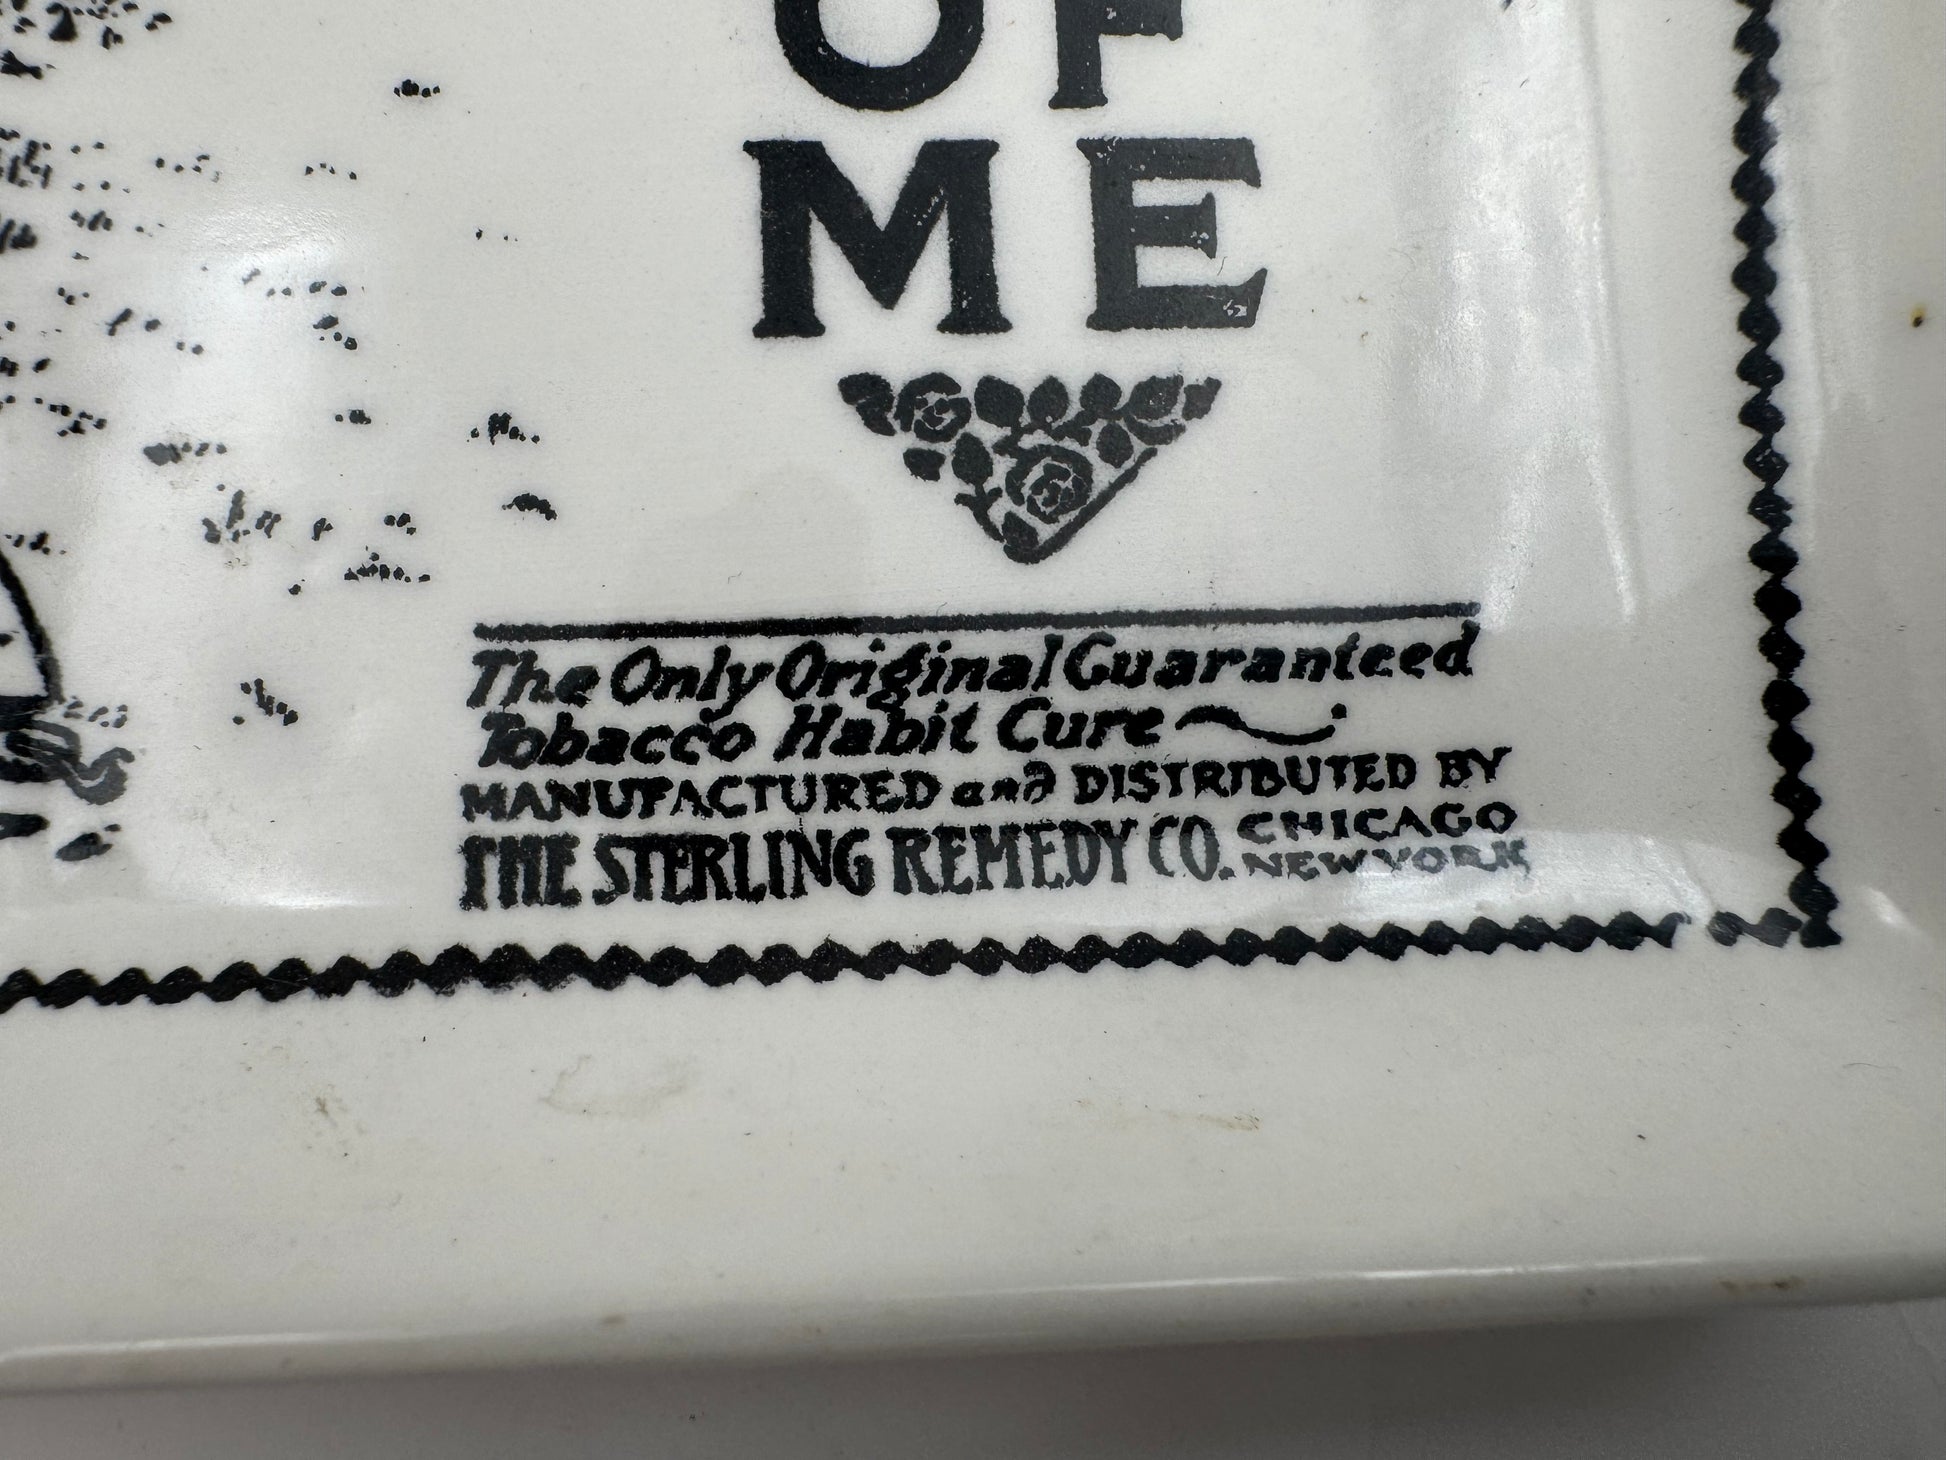 OF
ME
The Only Original Guaranteed
Tobacco Habit Cure
MANUFACTURED and DISTRIBUTED BY
THE STERLING REMEDY CO. CHICAGO
NEW YORK